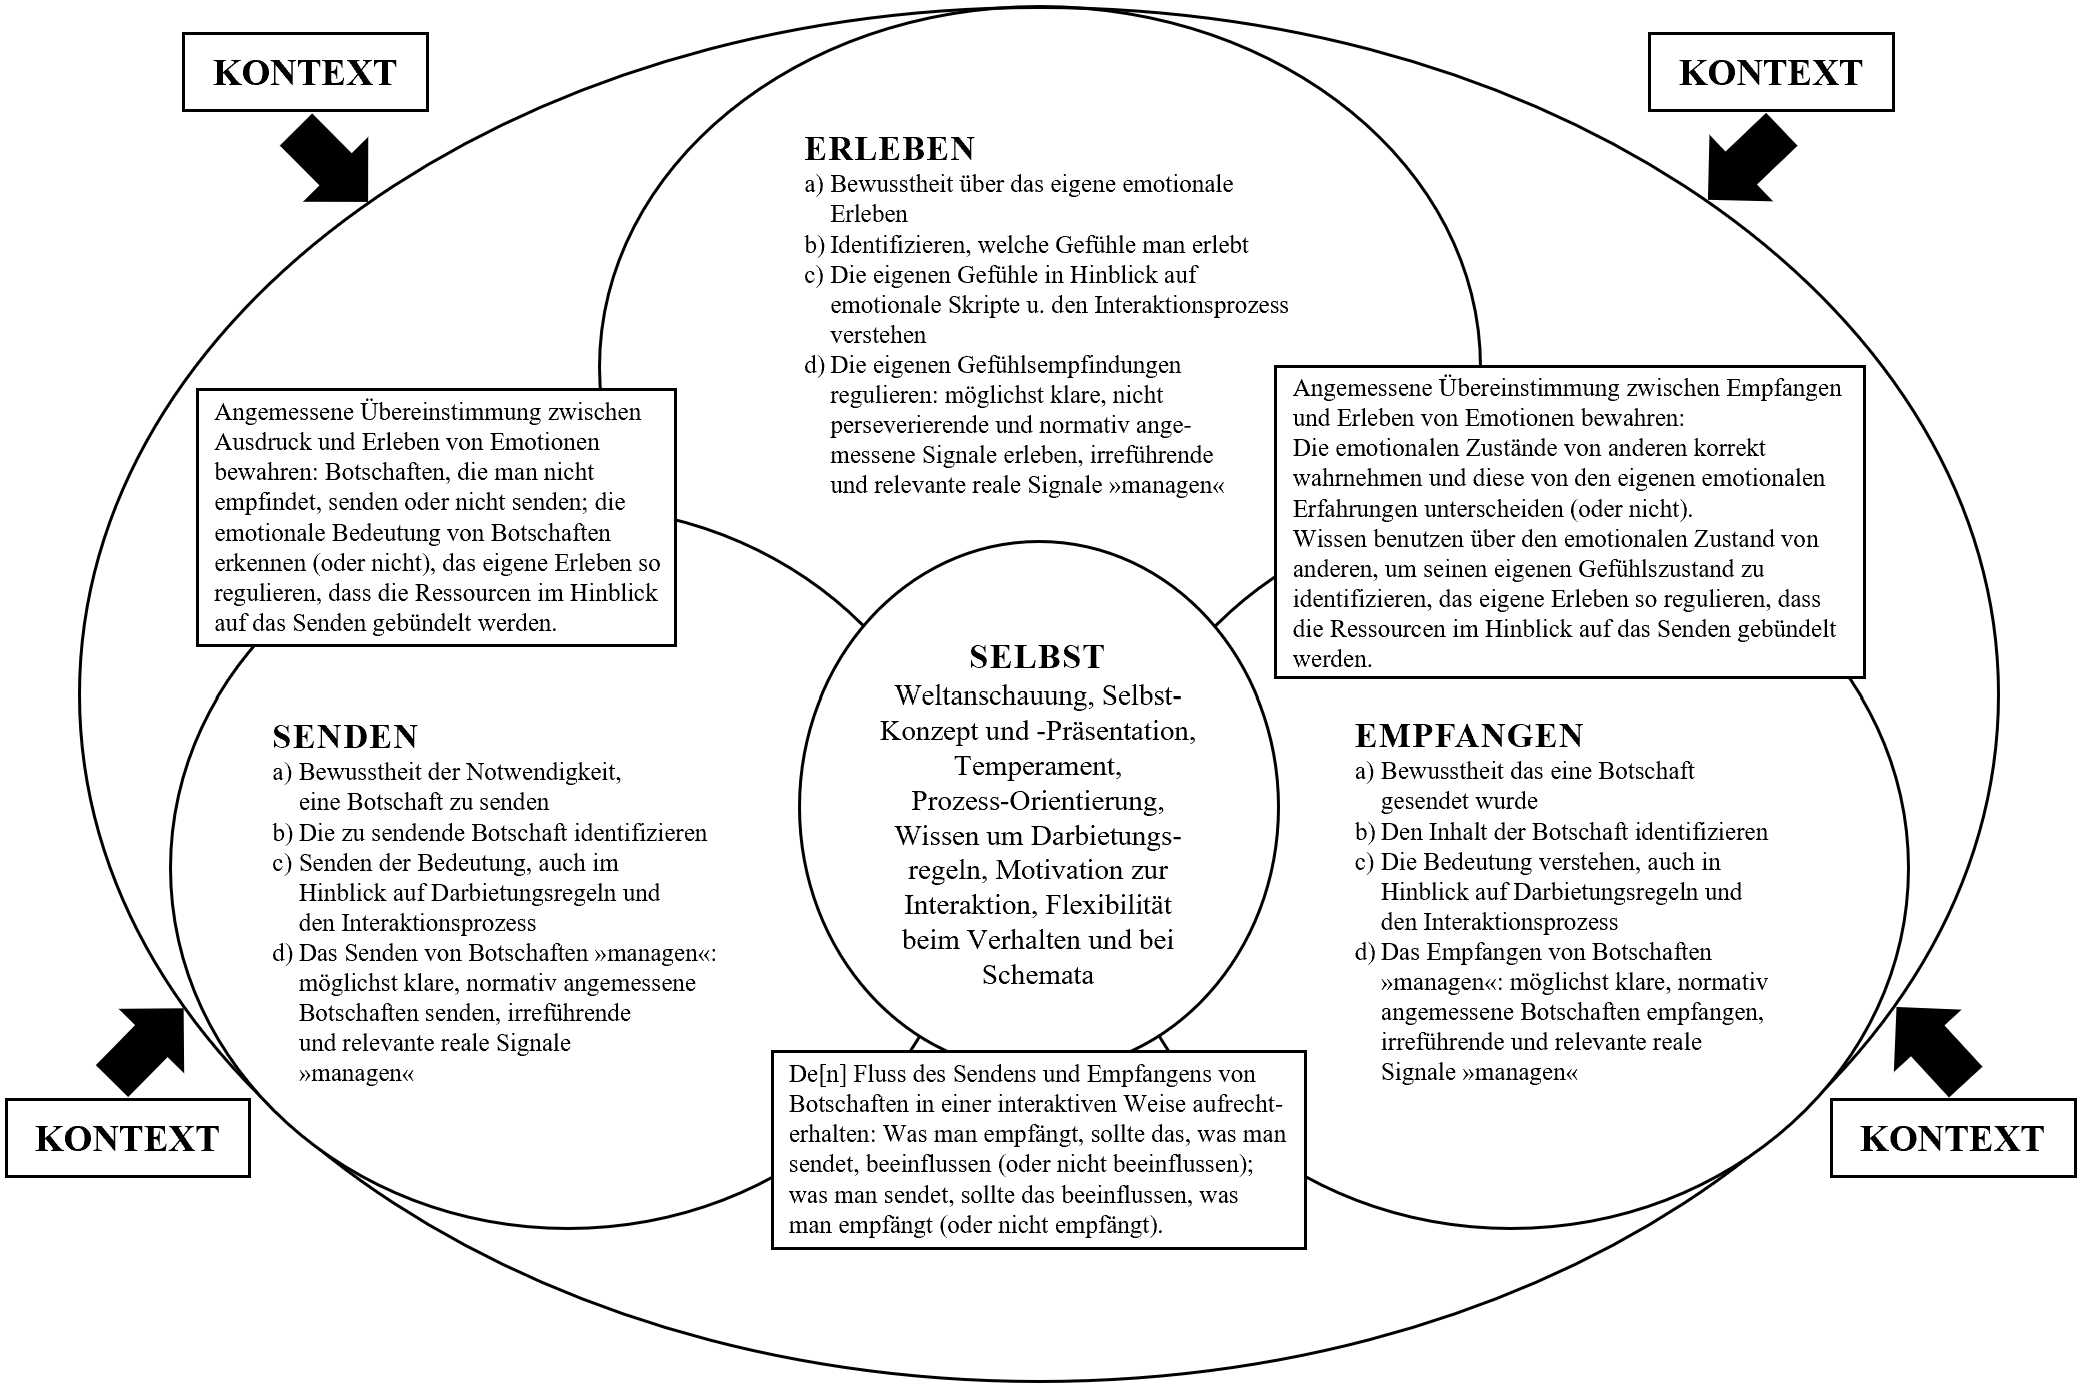 KONTEXT
KONTEXT
ERLEBEN
a) Bewusstheit über das eigene emotionale
Erleben
b) Identifizieren, welche Gefühle man erlebt
c) Die eigenen Gefühle in Hinblick auf
emotionale Skripte u. den Interaktionsprozess
verstehen
d) Die eigenen Gefühlsempfindungen
regulieren: möglichst klare, nicht
perseverierende und normativ ange-
messene Signale erleben, irreführende
und relevante reale Signale »managen«
Angemessene Übereinstimmung zwischen
Ausdruck und Erleben von Emotionen
bewahren: Botschaften, die man nicht
empfindet, senden oder nicht senden; die
emotionale Bedeutung von Botschaften
erkennen (oder nicht), das eigene Erleben so
regulieren, dass die Ressourcen im Hinblick
auf das Senden gebündelt werden.
Angemessene Übereinstimmung zwischen Empfangen
und Erleben von Emotionen bewahren:
Die emotionalen Zustände von anderen korrekt
wahrnehmen und diese von den eigenen emotionalen
Erfahrungen unterscheiden (oder nicht).
Wissen benutzen über den emotionalen Zustand von
anderen, um seinen eigenen Gefühlszustand zu
identifizieren, das eigene Erleben so regulieren, dass
die Ressourcen im Hinblick auf das Senden gebündelt
werden.
SELBST
Weltanschauung, Selbst-
Konzept und -Präsentation,
Temperament,
Prozess-Orientierung,
Wissen um Darbietungs-
regeln, Motivation zur
Interaktion, Flexibilität
beim Verhalten und bei
Schemata
SENDEN
a) Bewusstheit der Notwendigkeit,
eine Botschaft zu senden
b) Die zu sendende Botschaft identifizieren
c) Senden der Bedeutung, auch im
Hinblick auf Darbietungsregeln und
den Interaktionsprozess
d) Das Senden von Botschaften »managen«:
möglichst klare, normativ angemessene
Botschaften senden, irreführende
und relevante reale Signale
»managen«
EMPFANGEN
a) Bewusstheit das eine Botschaft
gesendet wurde
b) Den Inhalt der Botschaft identifizieren
c) Die Bedeutung verstehen, auch in
Hinblick auf Darbietungsregeln und
den Interaktionsprozess
d) Das Empfangen von Botschaften
»managen«: möglichst klare, normativ
angemessene Botschaften empfangen,
irreführende und relevante reale
Signale »managen«
De[n] Fluss des Sendens und Empfangens von
Botschaften in einer interaktiven Weise aufrecht-
erhalten: Was man empfängt, sollte das, was man
sendet, beeinflussen (oder nicht beeinflussen);
was man sendet, sollte das beeinflussen, was
man empfängt (oder nicht empfängt).
KONTEXT
KONTEXT